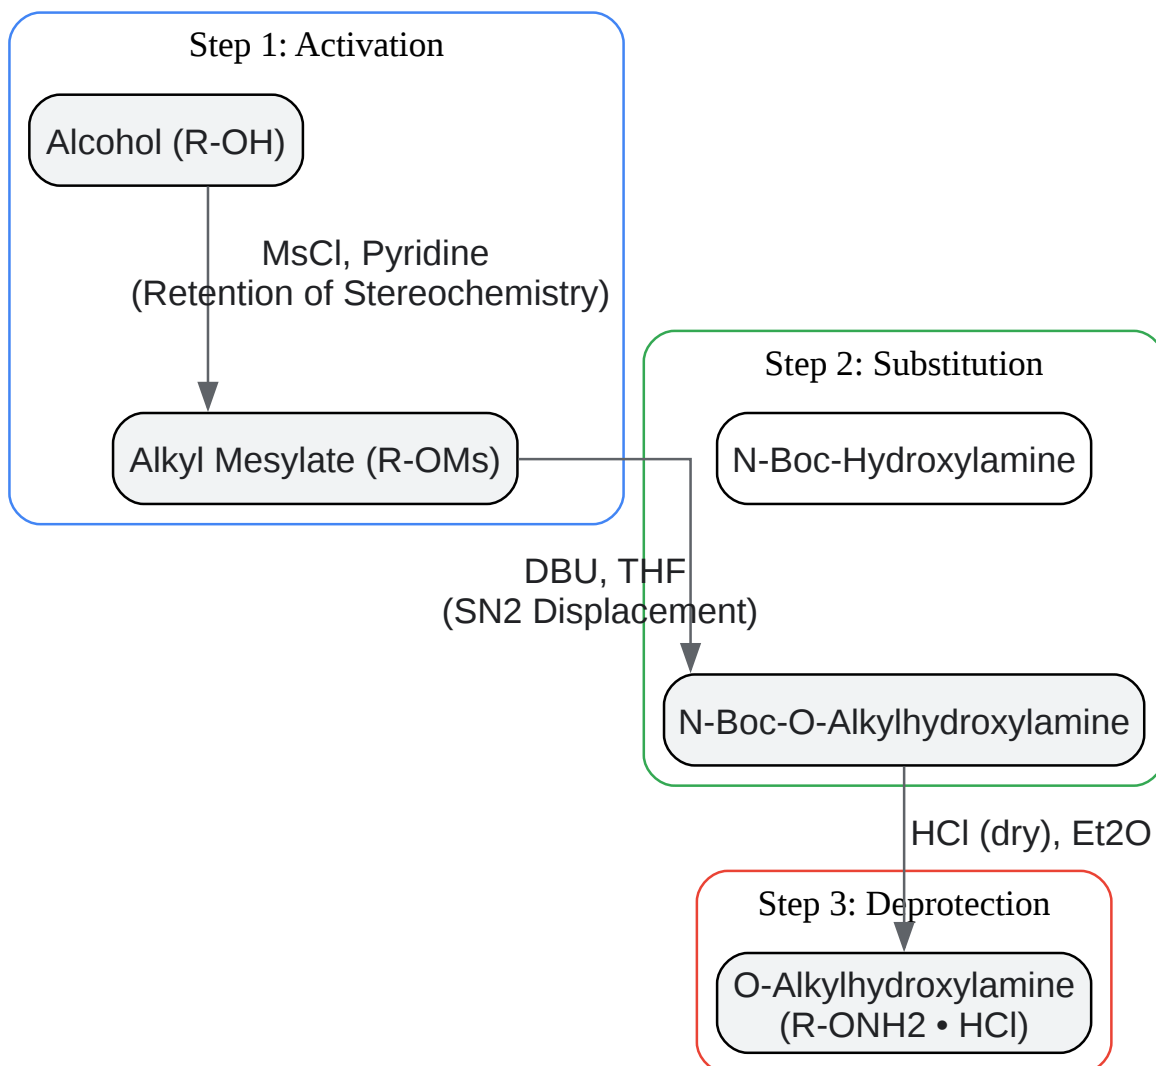 Step 1: Activation
Alcohol (R-OH)
MsCl, Pyridine
(Retention of Stereochemistry)
Alkyl Mesylate (R-OMs)
Step 2: Substitution
N-Boc-Hydroxylamine
DBU, THF
(SN2 Displacement)
N-Boc-O-Alkylhydroxylamine
HCl (dry), Et2O
Step 3: Deprotection
O-Alkylhydroxylamine
(R-ONH2 • HCl)